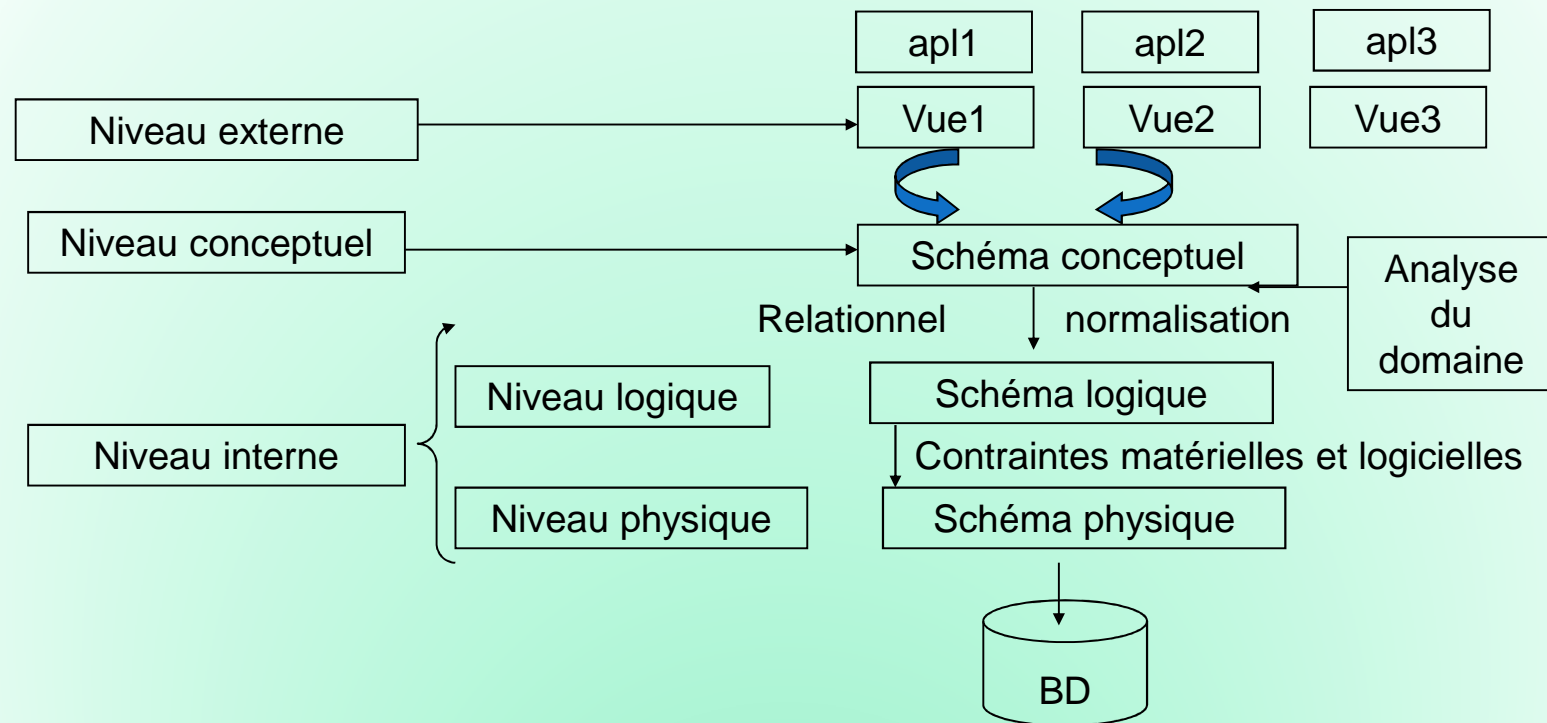 apl1
apl2
apl3
Niveau externe
Vue1
Vue2
Vue3
Niveau conceptuel
Schéma conceptuel
Analyse
du
domaine
Relationnel
normalisation
Niveau logique
Schéma logique
Niveau interne
Contraintes matérielles et logicielles
Niveau physique
Schéma physique
BD